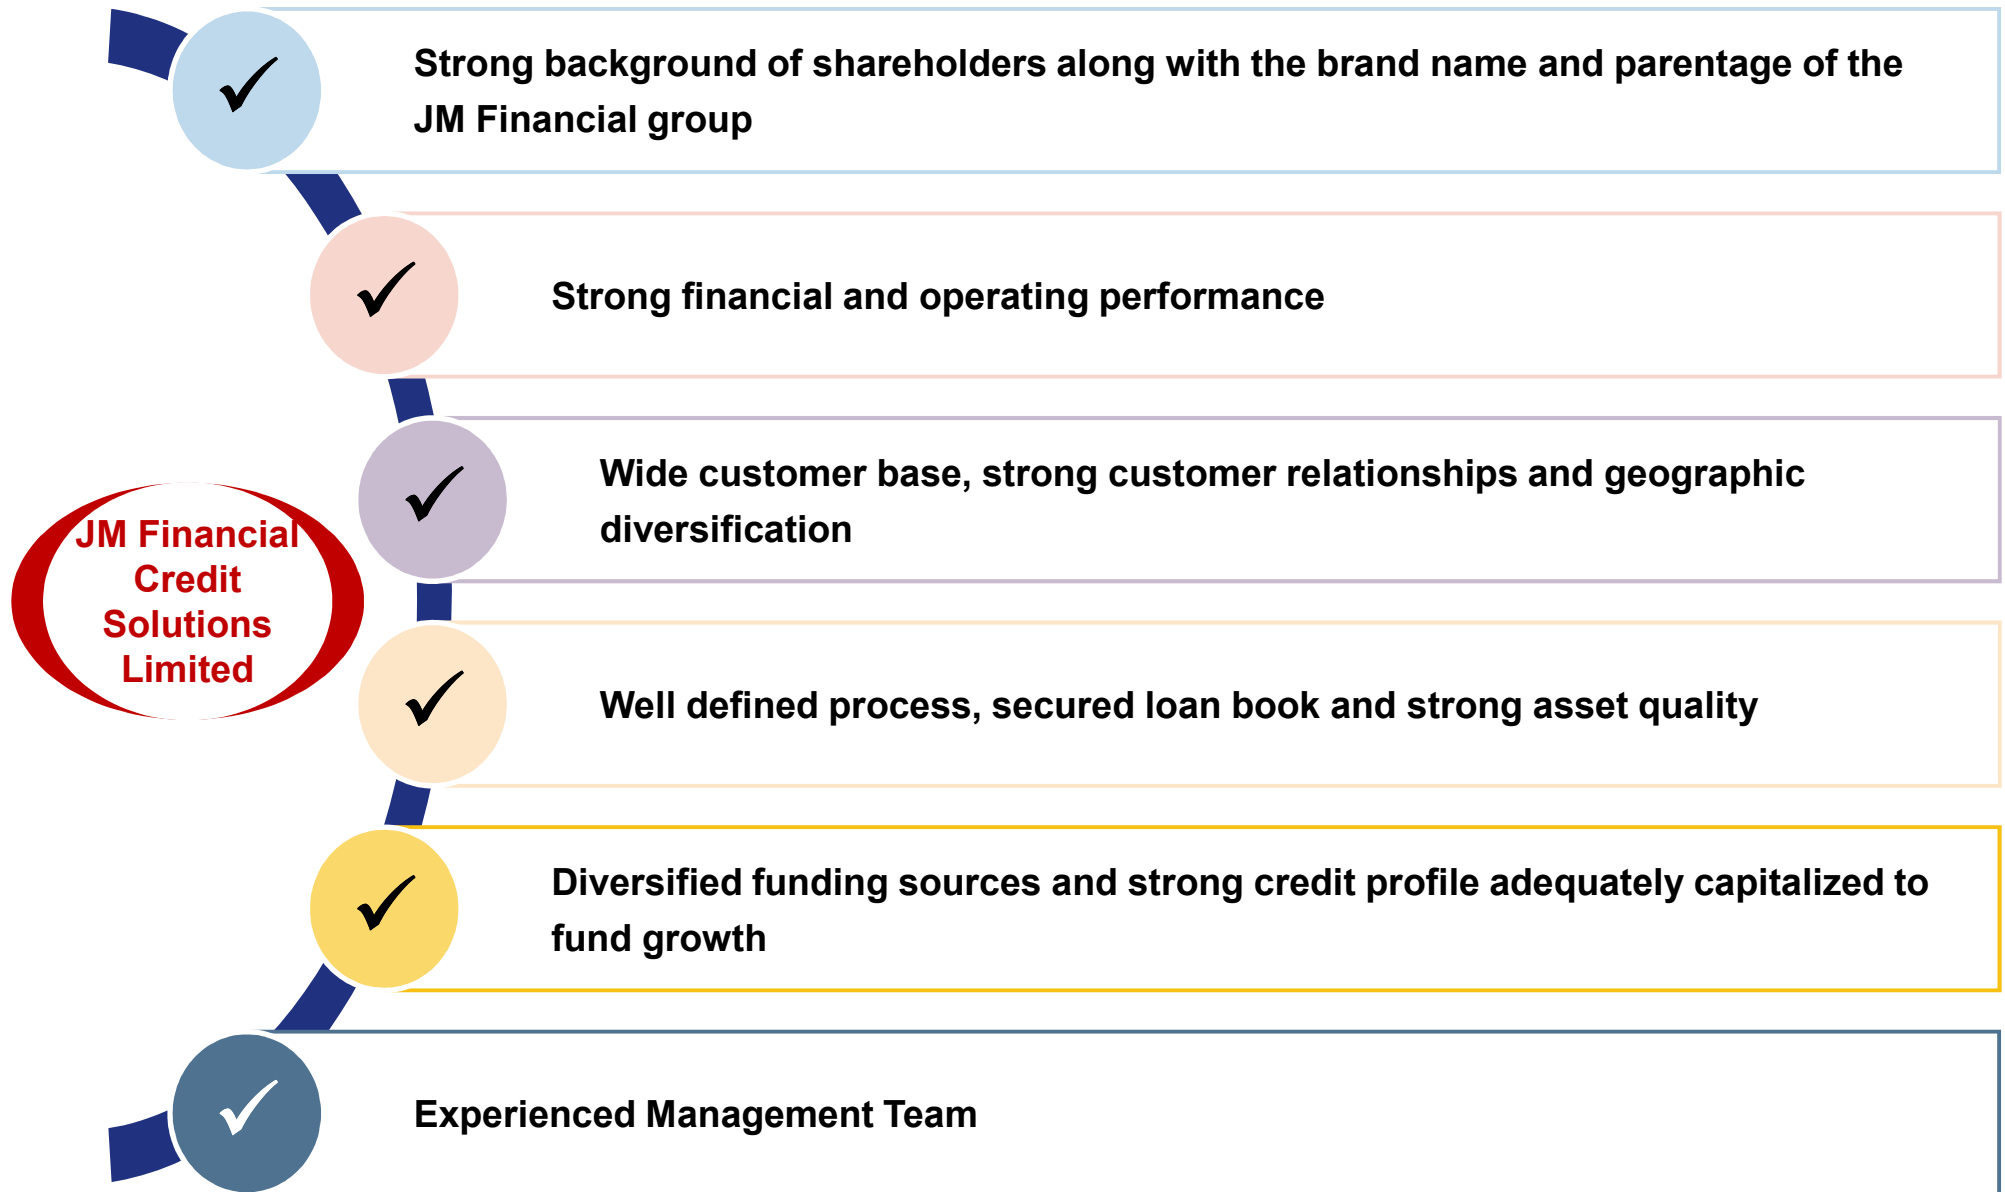 Strong background of shareholders along with the brand name and parentage of the
JM Financial group
Strong financial and operating performance
Wide customer base, strong customer relationships and geographic
diversification
JM Financial
Credit
Solutions
Limited
Well defined process, secured loan book and strong asset quality
Diversified funding sources and strong credit profile adequately capitalized to
fund growth
Experienced Management Team